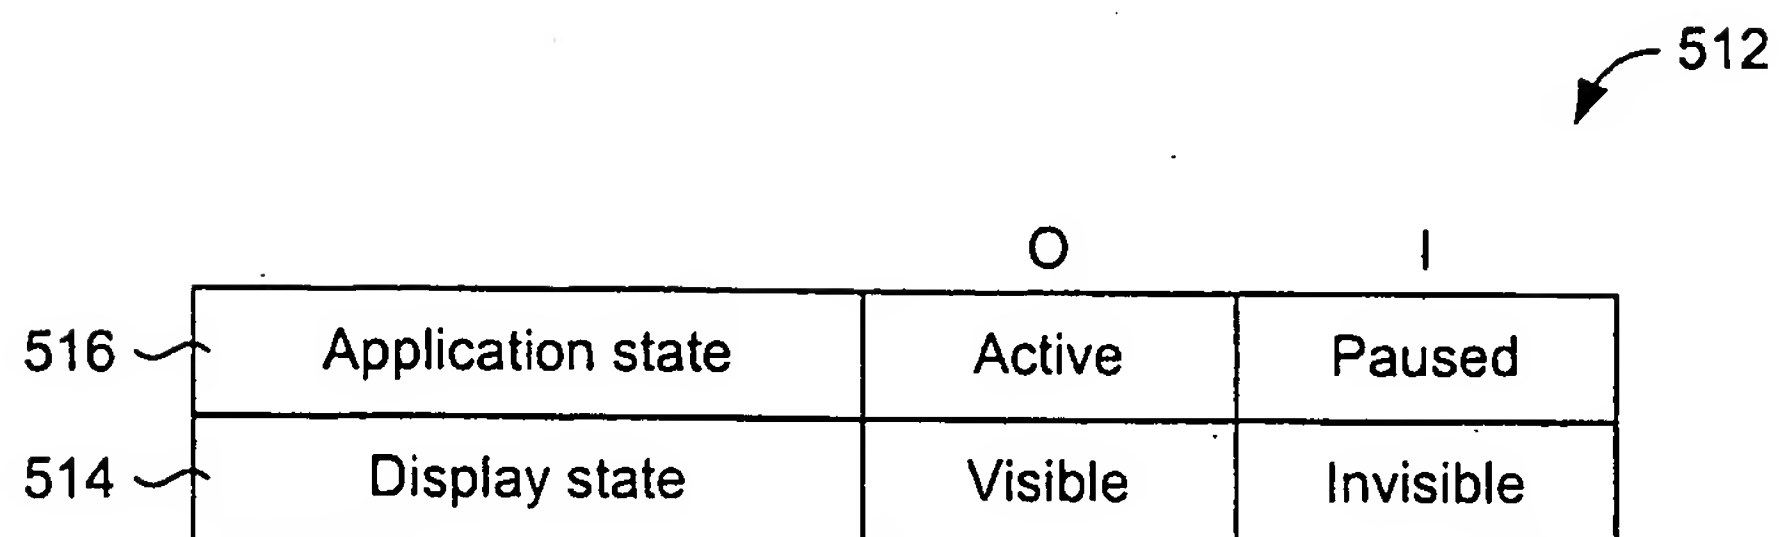 512
O I
516 Application state Active Paused
514 Display state Visible Invisible